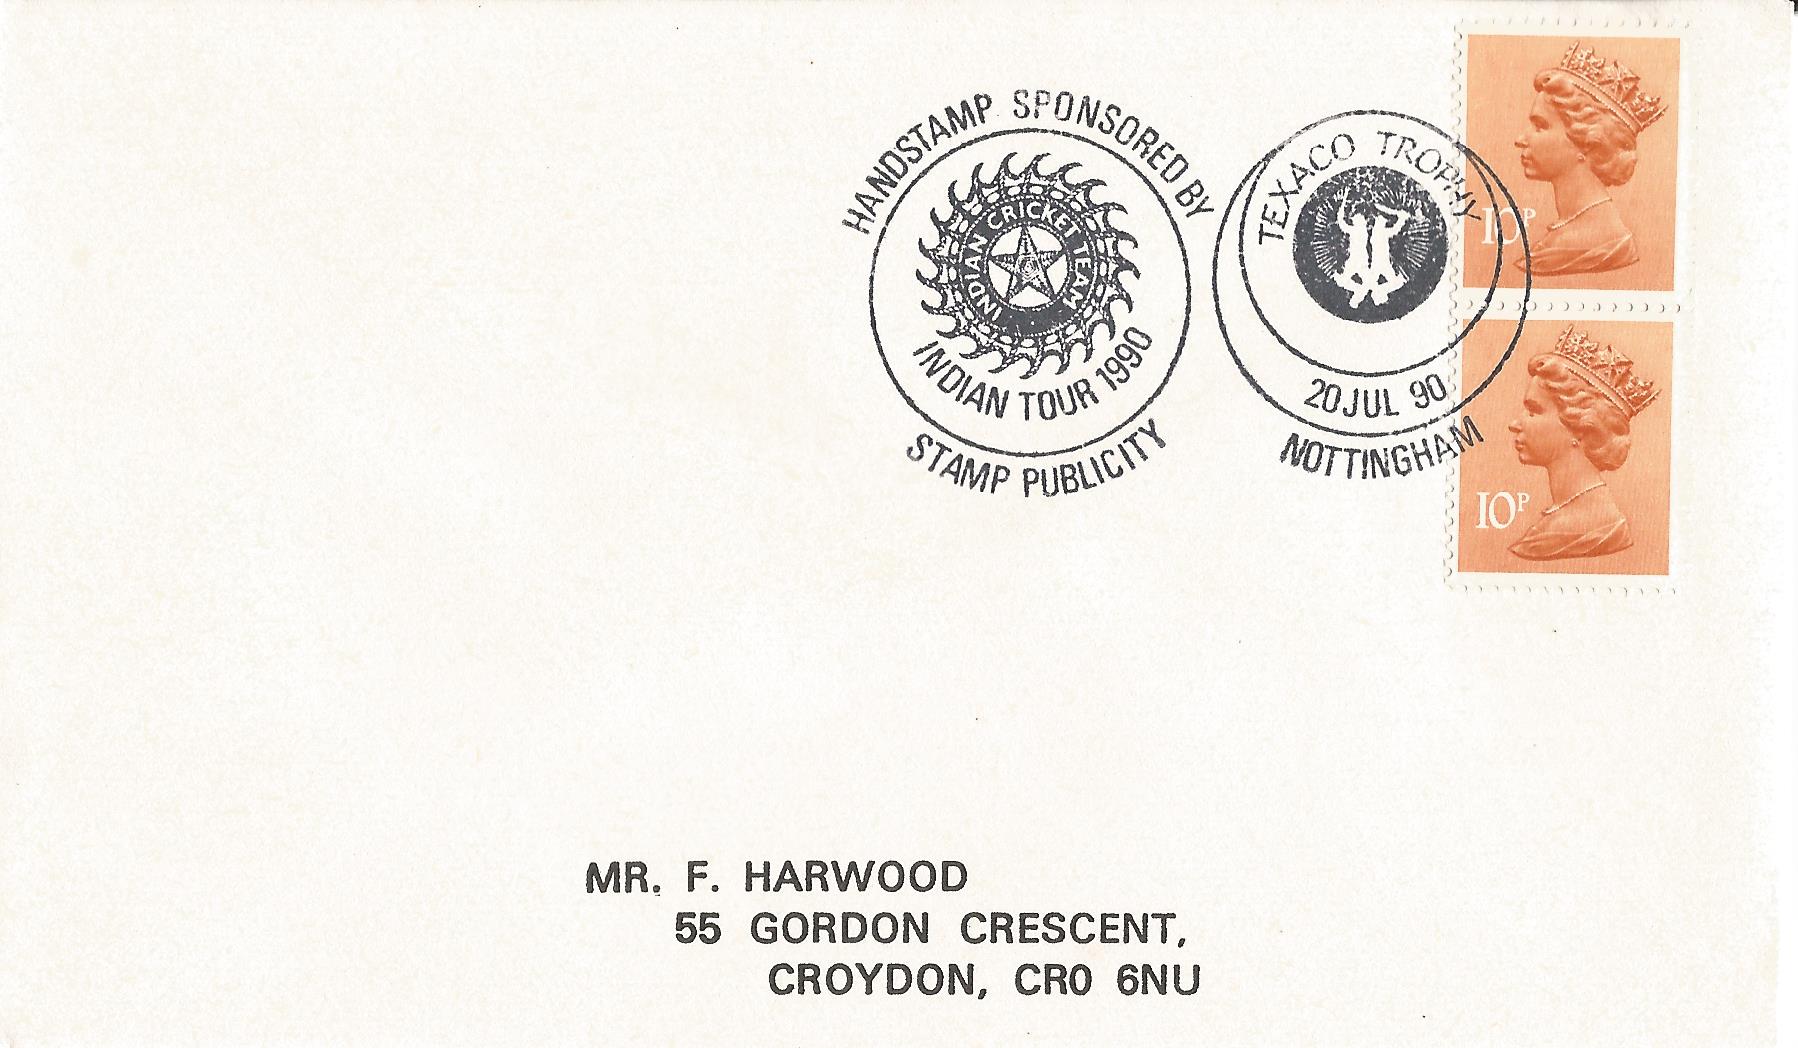 HANDSTAMP SPONSORED BY
INDIAN CRICKET TEAM
INDIAN TOUR 1990
STAMP PUBLICITY
TEXACO TROPHY
20 JUL 90
NOTTINGHAM
10P
10P
MR. F. HARWOOD
55 GORDON CRESCENT,
CROYDON, CR0 6NU